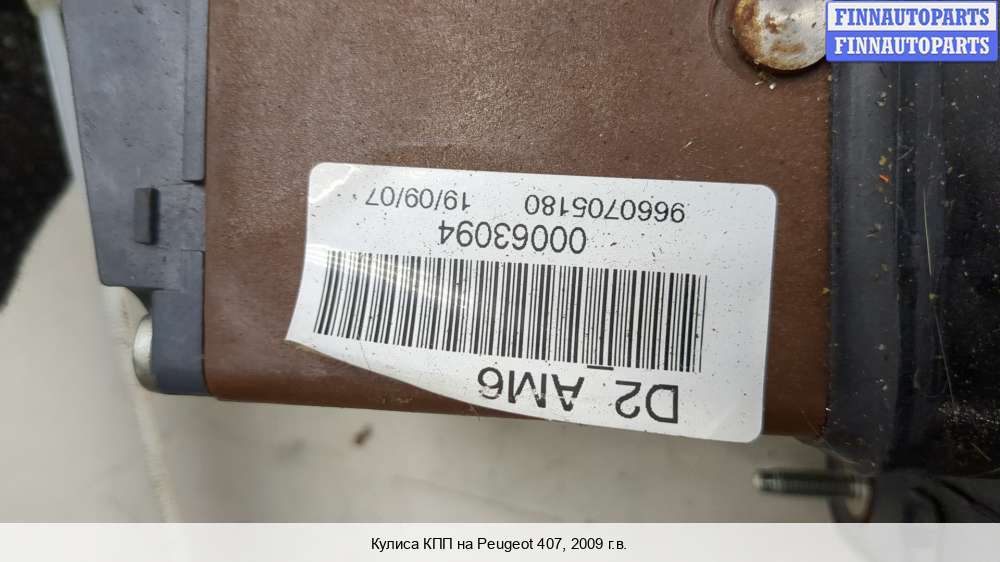 FINNAUTOPARTS
FINNAUTOPARTS
D2_AM6
00063094
9660705180 19/09/07
Кулиса КПП на Peugeot 407, 2009 г.в.